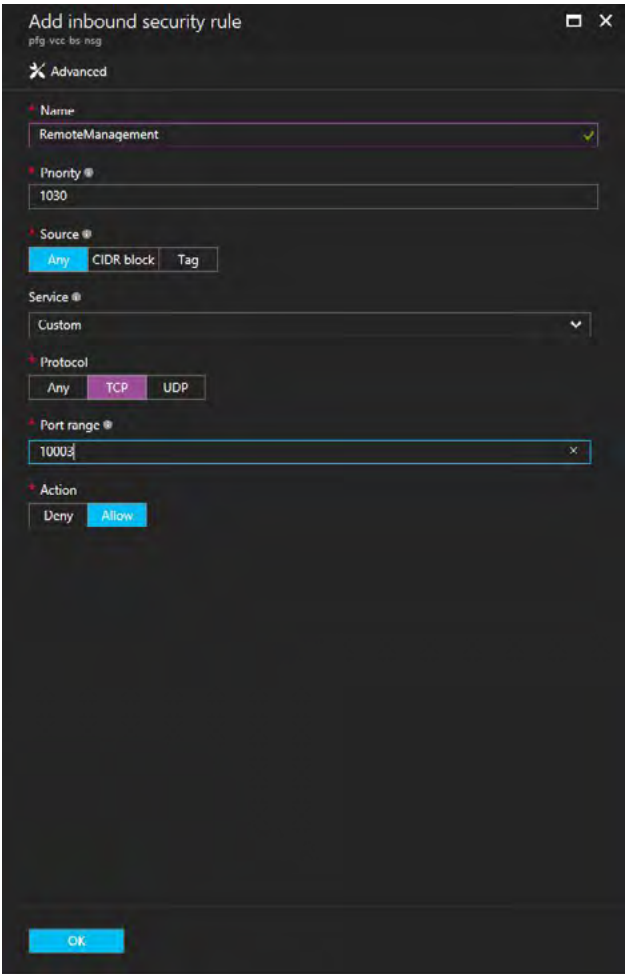 Add inbound security rule
pfg-vcc-bs-nsg
Advanced
* Name
RemoteManagement
* Priority
1030
* Source
Any CIDR block Tag
Service
Custom
* Protocol
Any TCP UDP
* Port range
10003
* Action
Deny Allow
OK